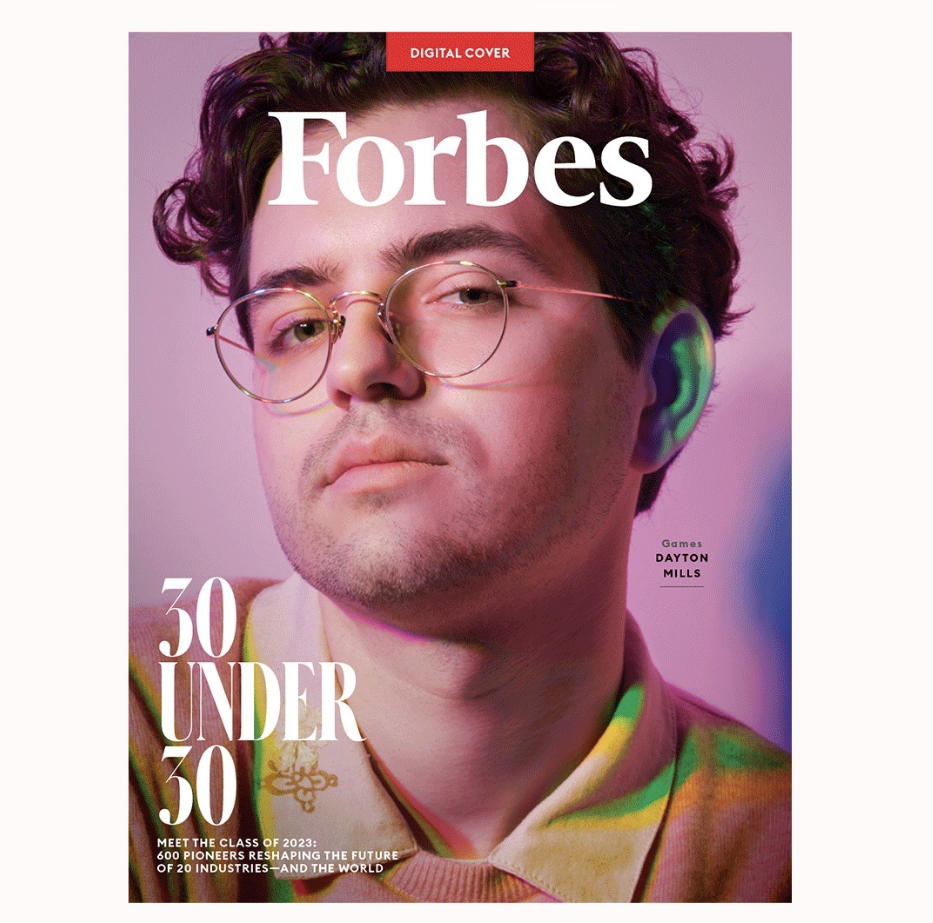 DIGITAL COVER
Forbes
Games
DAYTON
MILLS
30
UNDER
30
MEET THE CLASS OF 2023:
600 PIONEERS RESHAPING THE FUTURE
OF 20 INDUSTRIES—AND THE WORLD